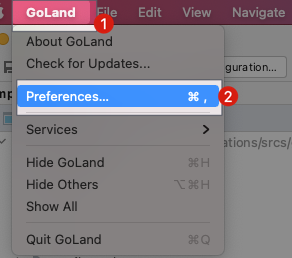 GoLand File Edit View Navigate
1
About GoLand
Check for Updates...
guration...
Preferences... ⌘ , 2
Services >
ations/srcs/
Hide GoLand ⌘H
Hide Others ⌥⌘H
Show All
Quit GoLand ⌘Q